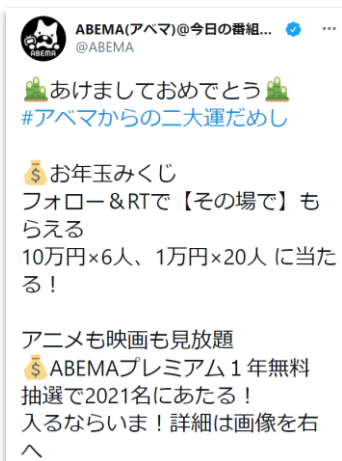 ABEMA(アベマ)@今日の番組...
@ABEMA
ABEMA
🎍あけましておめでとう🎍
#アベマからの二大運だめし
💰お年玉みくじ
フォロー＆RTで【その場で】も
らえる
10万円×6人、1万円×20人 に当た
る！
アニメも映画も見放題
💰ABEMAプレミアム１年無料
抽選で2021名にあたる！
入るならいま！詳細は画像を右
へ